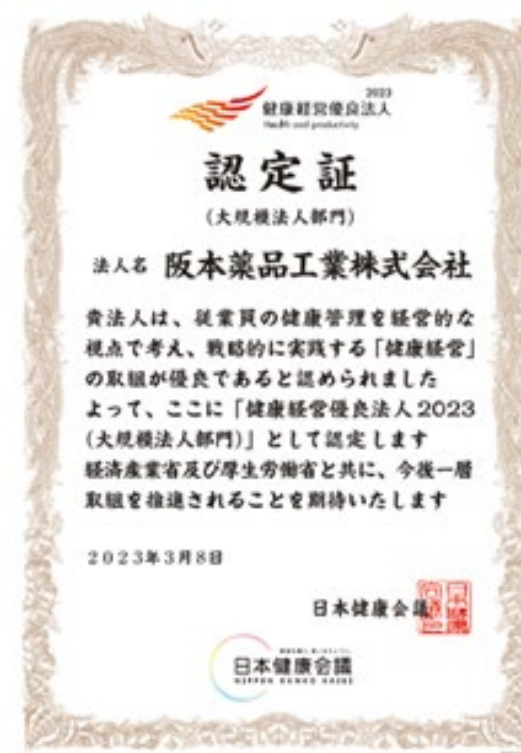 2023
健康経営優良法人
Health and productivity
認定証
(大規模法人部門)
法人名 阪本薬品工業株式会社
貴法人は、従業員の健康管理を経営的な
視点で考え、戦略的に実践する「健康経営」
の取組が優良であると認められました
よって、ここに「健康経営優良法人2023
(大規模法人部門)」として認定します
経済産業省及び厚生労働省と共に、今後一層
取組を推進されることを期待いたします
2023年3月8日
日本健康会議
日本健康会議
NIPPON KENKO KAIGI